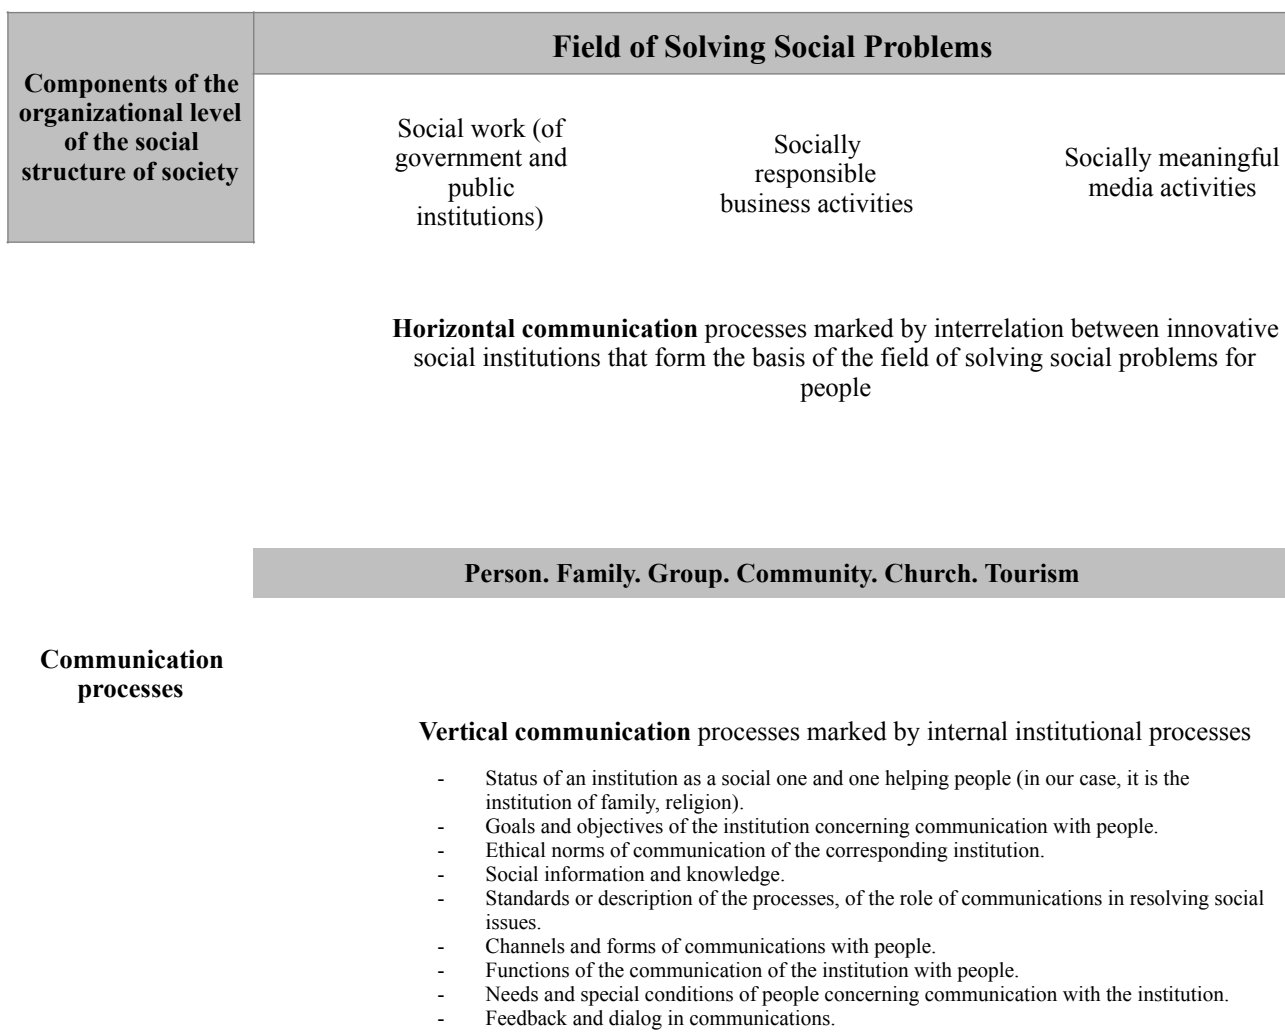 Components of the
organizational level
of the social
structure of society
Field of Solving Social Problems
Social work (of
government and
public
institutions)
Socially
responsible
business activities
Socially meaningful
media activities
Horizontal communication processes marked by interrelation between innovative
social institutions that form the basis of the field of solving social problems for
people
Person. Family. Group. Community. Church. Tourism
Communication
processes
Vertical communication processes marked by internal institutional processes
- Status of an institution as a social one and one helping people (in our case, it is the
institution of family, religion).
- Goals and objectives of the institution concerning communication with people.
- Ethical norms of communication of the corresponding institution.
- Social information and knowledge.
- Standards or description of the processes, of the role of communications in resolving social
issues.
- Channels and forms of communications with people.
- Functions of the communication of the institution with people.
- Needs and special conditions of people concerning communication with the institution.
- Feedback and dialog in communications.